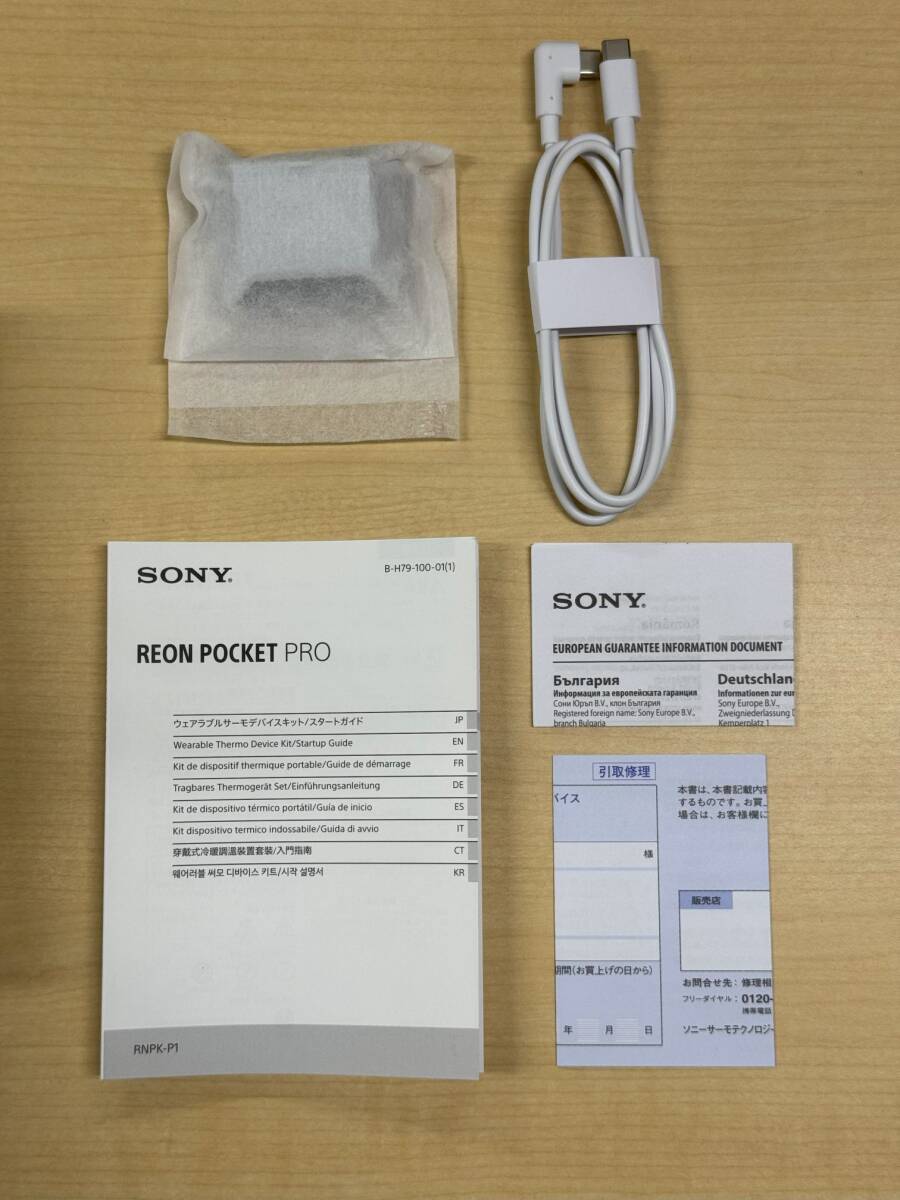 SONY®
B-H79-100-01(1)
REON POCKET PRO
ウェアラブルサーモデバイスキット/スタートガイド JP
Wearable Thermo Device Kit/Startup Guide EN
Kit de dispositif thermique portable/Guide de démarrage FR
Tragbares Thermogerät Set/Einführungsanleitung DE
Kit de dispositivo térmico portátil/Guía de inicio ES
Kit dispositivo termico indossabile/Guida di avvio IT
穿戴式冷暖調溫裝置套裝/入門指南 CT
웨어러블 써모 디바이스 키트/시작 설명서 KR
RNPK-P1
SONY®
EUROPEAN GUARANTEE INFORMATION DOCUMENT
България
Информация за европейската гаранция
Сони Юръп B.V., клон България
Registered foreign name: Sony Europe B.V.,
branch Bulgaria
Deutschlan
Informationen zur eur
Sony Europe B.V.,
Zweigniederlassung D
Kemperplatz 1
引取修理
バイス
様
期間(お買上げの日から)
年 月 日
本書は、本書記載内容
するものです。お買上
場合は、お客様欄に
販売店
お問合せ先:修理相
フリーダイヤル:0120-
携帯電話
ソニーサーモテクノロジー